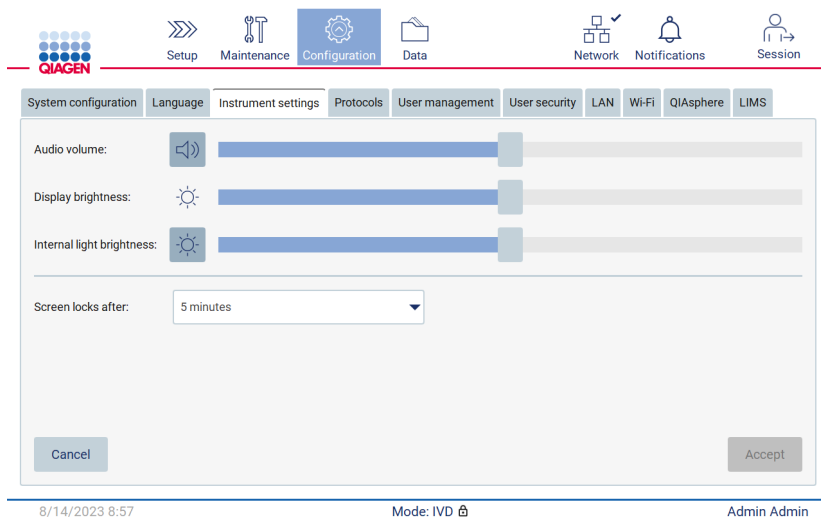 QIAGEN
Setup
Maintenance
Configuration
Data
Network
Notifications
Session
System configuration
Language
Instrument settings
Protocols
User management
User security
LAN
Wi-Fi
QIAsphere
LIMS
Audio volume:
Display brightness:
Internal light brightness:
Screen locks after:
5 minutes
Cancel
Accept
8/14/2023 8:57
Mode: IVD
Admin Admin